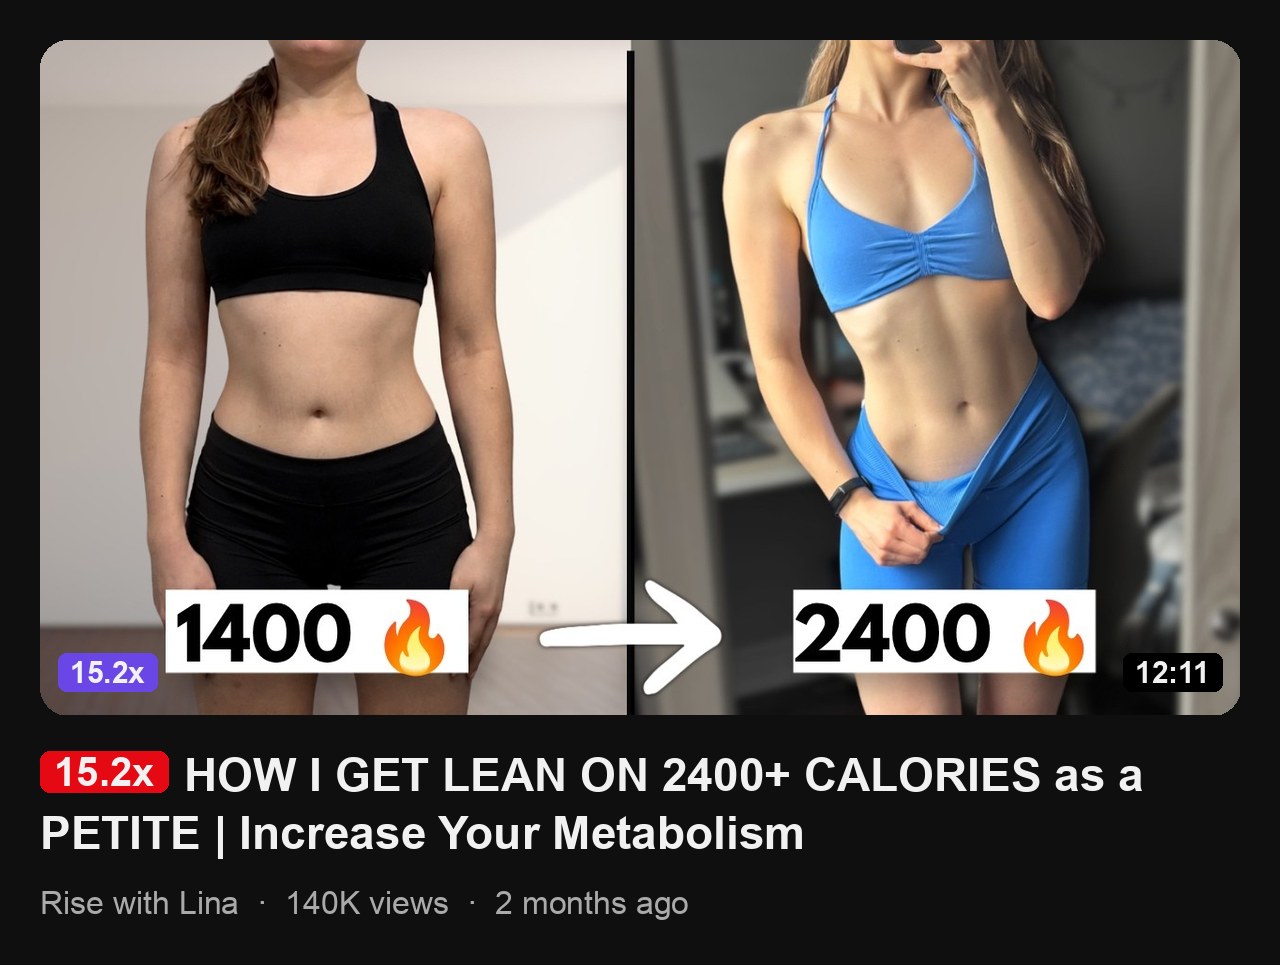 1400 🔥
2400 🔥
15.2x
12:11
15.2x HOW I GET LEAN ON 2400+ CALORIES as a
PETITE | Increase Your Metabolism
Rise with Lina · 140K views · 2 months ago